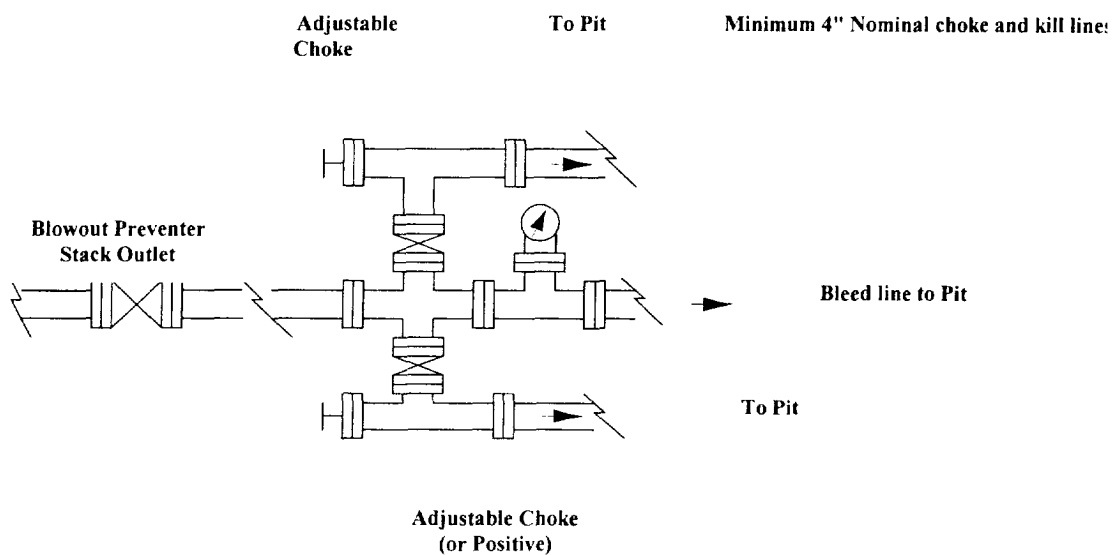 Adjustable
Choke
To Pit
Minimum 4" Nominal choke and kill lines
Blowout Preventer
Stack Outlet
Bleed line to Pit
To Pit
Adjustable Choke
(or Positive)